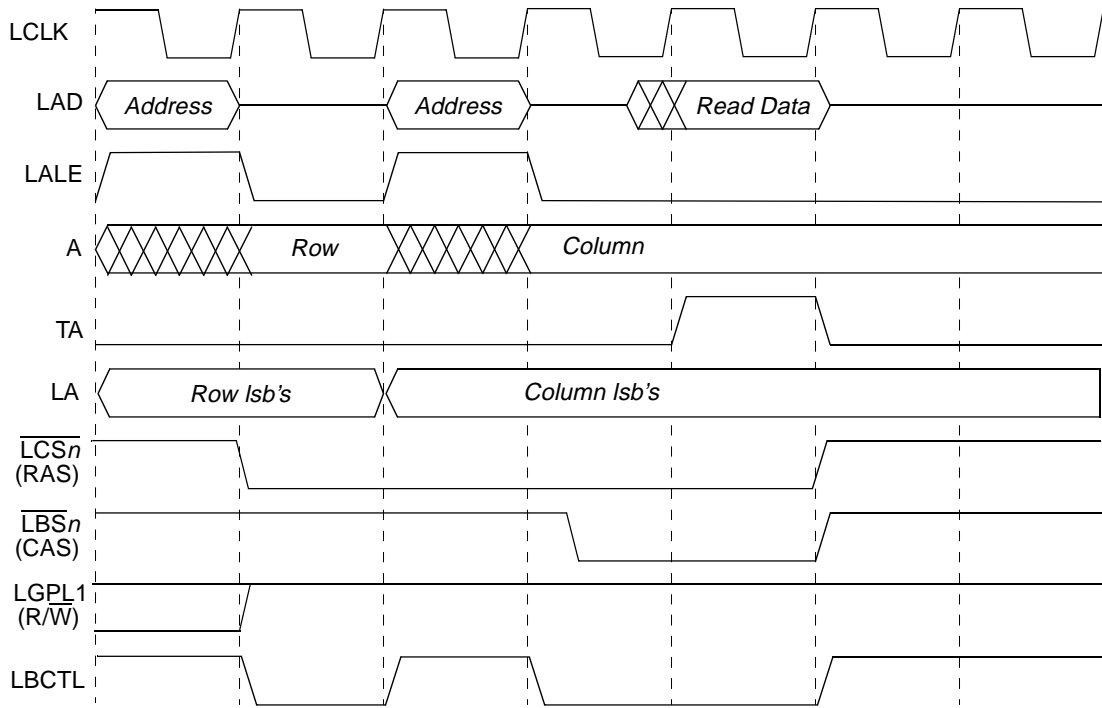 LCLK
LAD Address Address Read Data
LALE
A Row Column
TA
LA Row lsb's Column lsb's
LCSn
(RAS)
LBSn
(CAS)
LGPL1
(R/W)
LBCTL